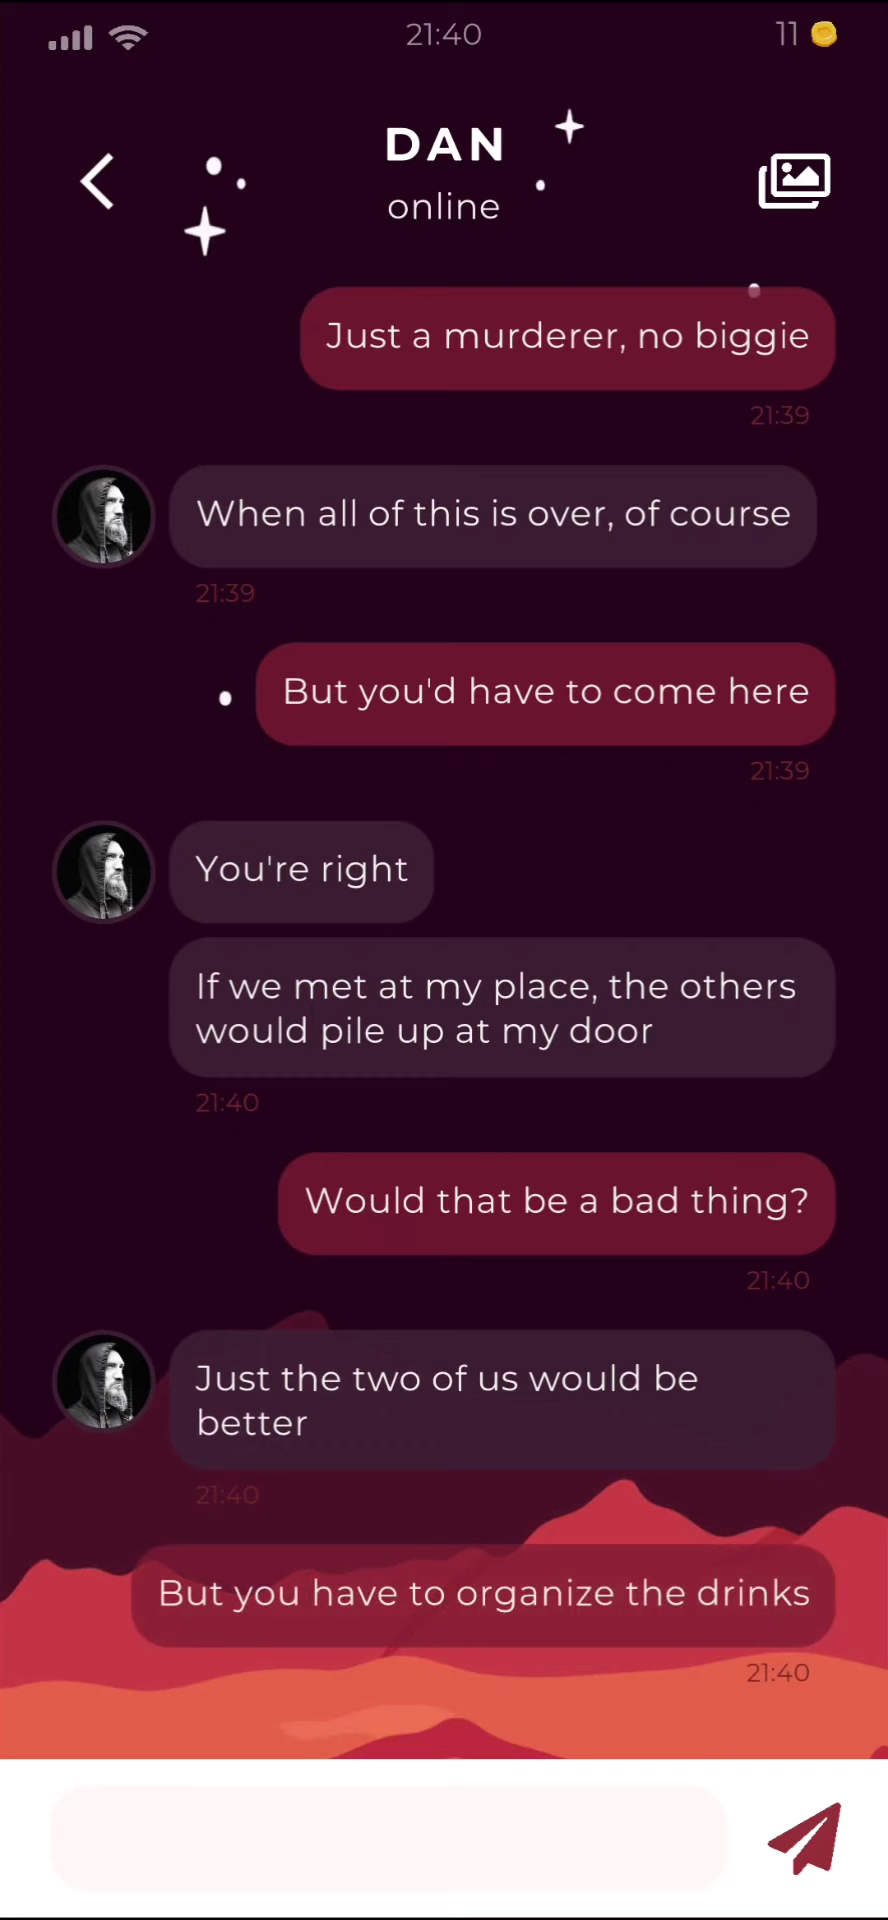 21:40
11
DAN
online
Just a murderer, no biggie
21:39
When all of this is over, of course
21:39
But you'd have to come here
21:39
You're right
If we met at my place, the others
would pile up at my door
21:40
Would that be a bad thing?
21:40
Just the two of us would be
better
21:40
But you have to organize the drinks
21:40